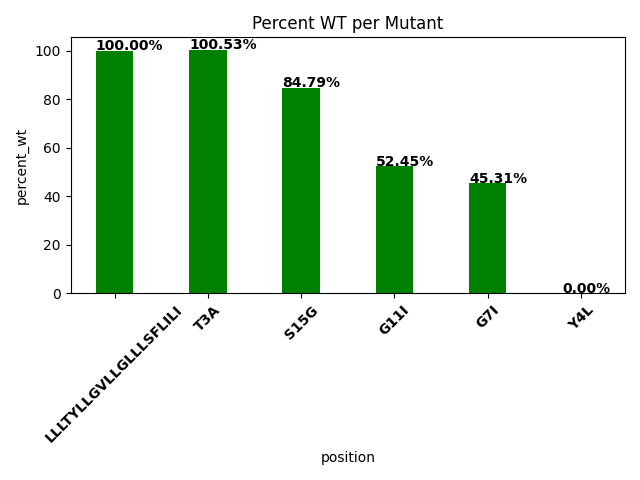 Percent WT per Mutant
percent_wt
100
80
60
40
20
0
100.00%
100.53%
84.79%
52.45%
45.31%
0.00%
LLLTYLLGVLLGLLLSFLILI
T3A
S15G
G11I
G7I
Y4L
position